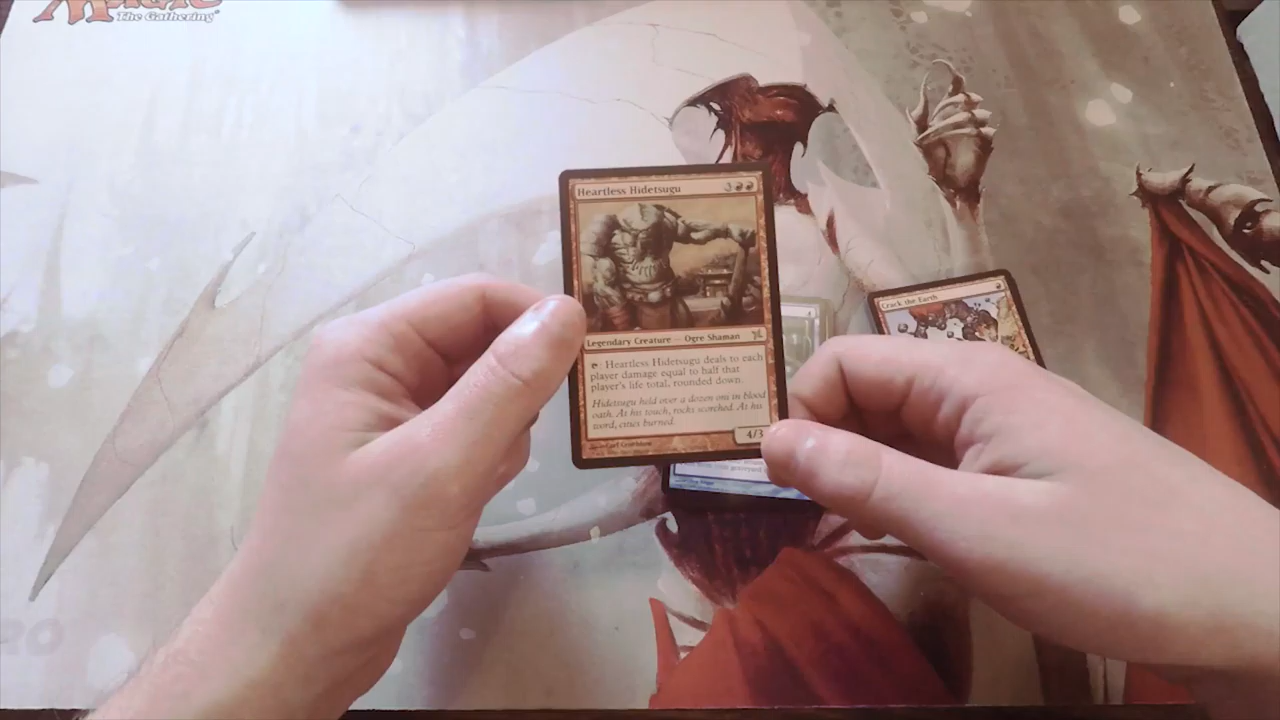 Magic
The Gathering®
Heartless Hidetsugu 3
Crack the Earth
Legendary Creature — Ogre Shaman
: Heartless Hidetsugu deals to each
player damage equal to half that
player's life total, rounded down.
Hidetsugu held over a dozen oni in blood
oath. At his touch, rocks scorched. At his
word, cities burned.
4/3
20